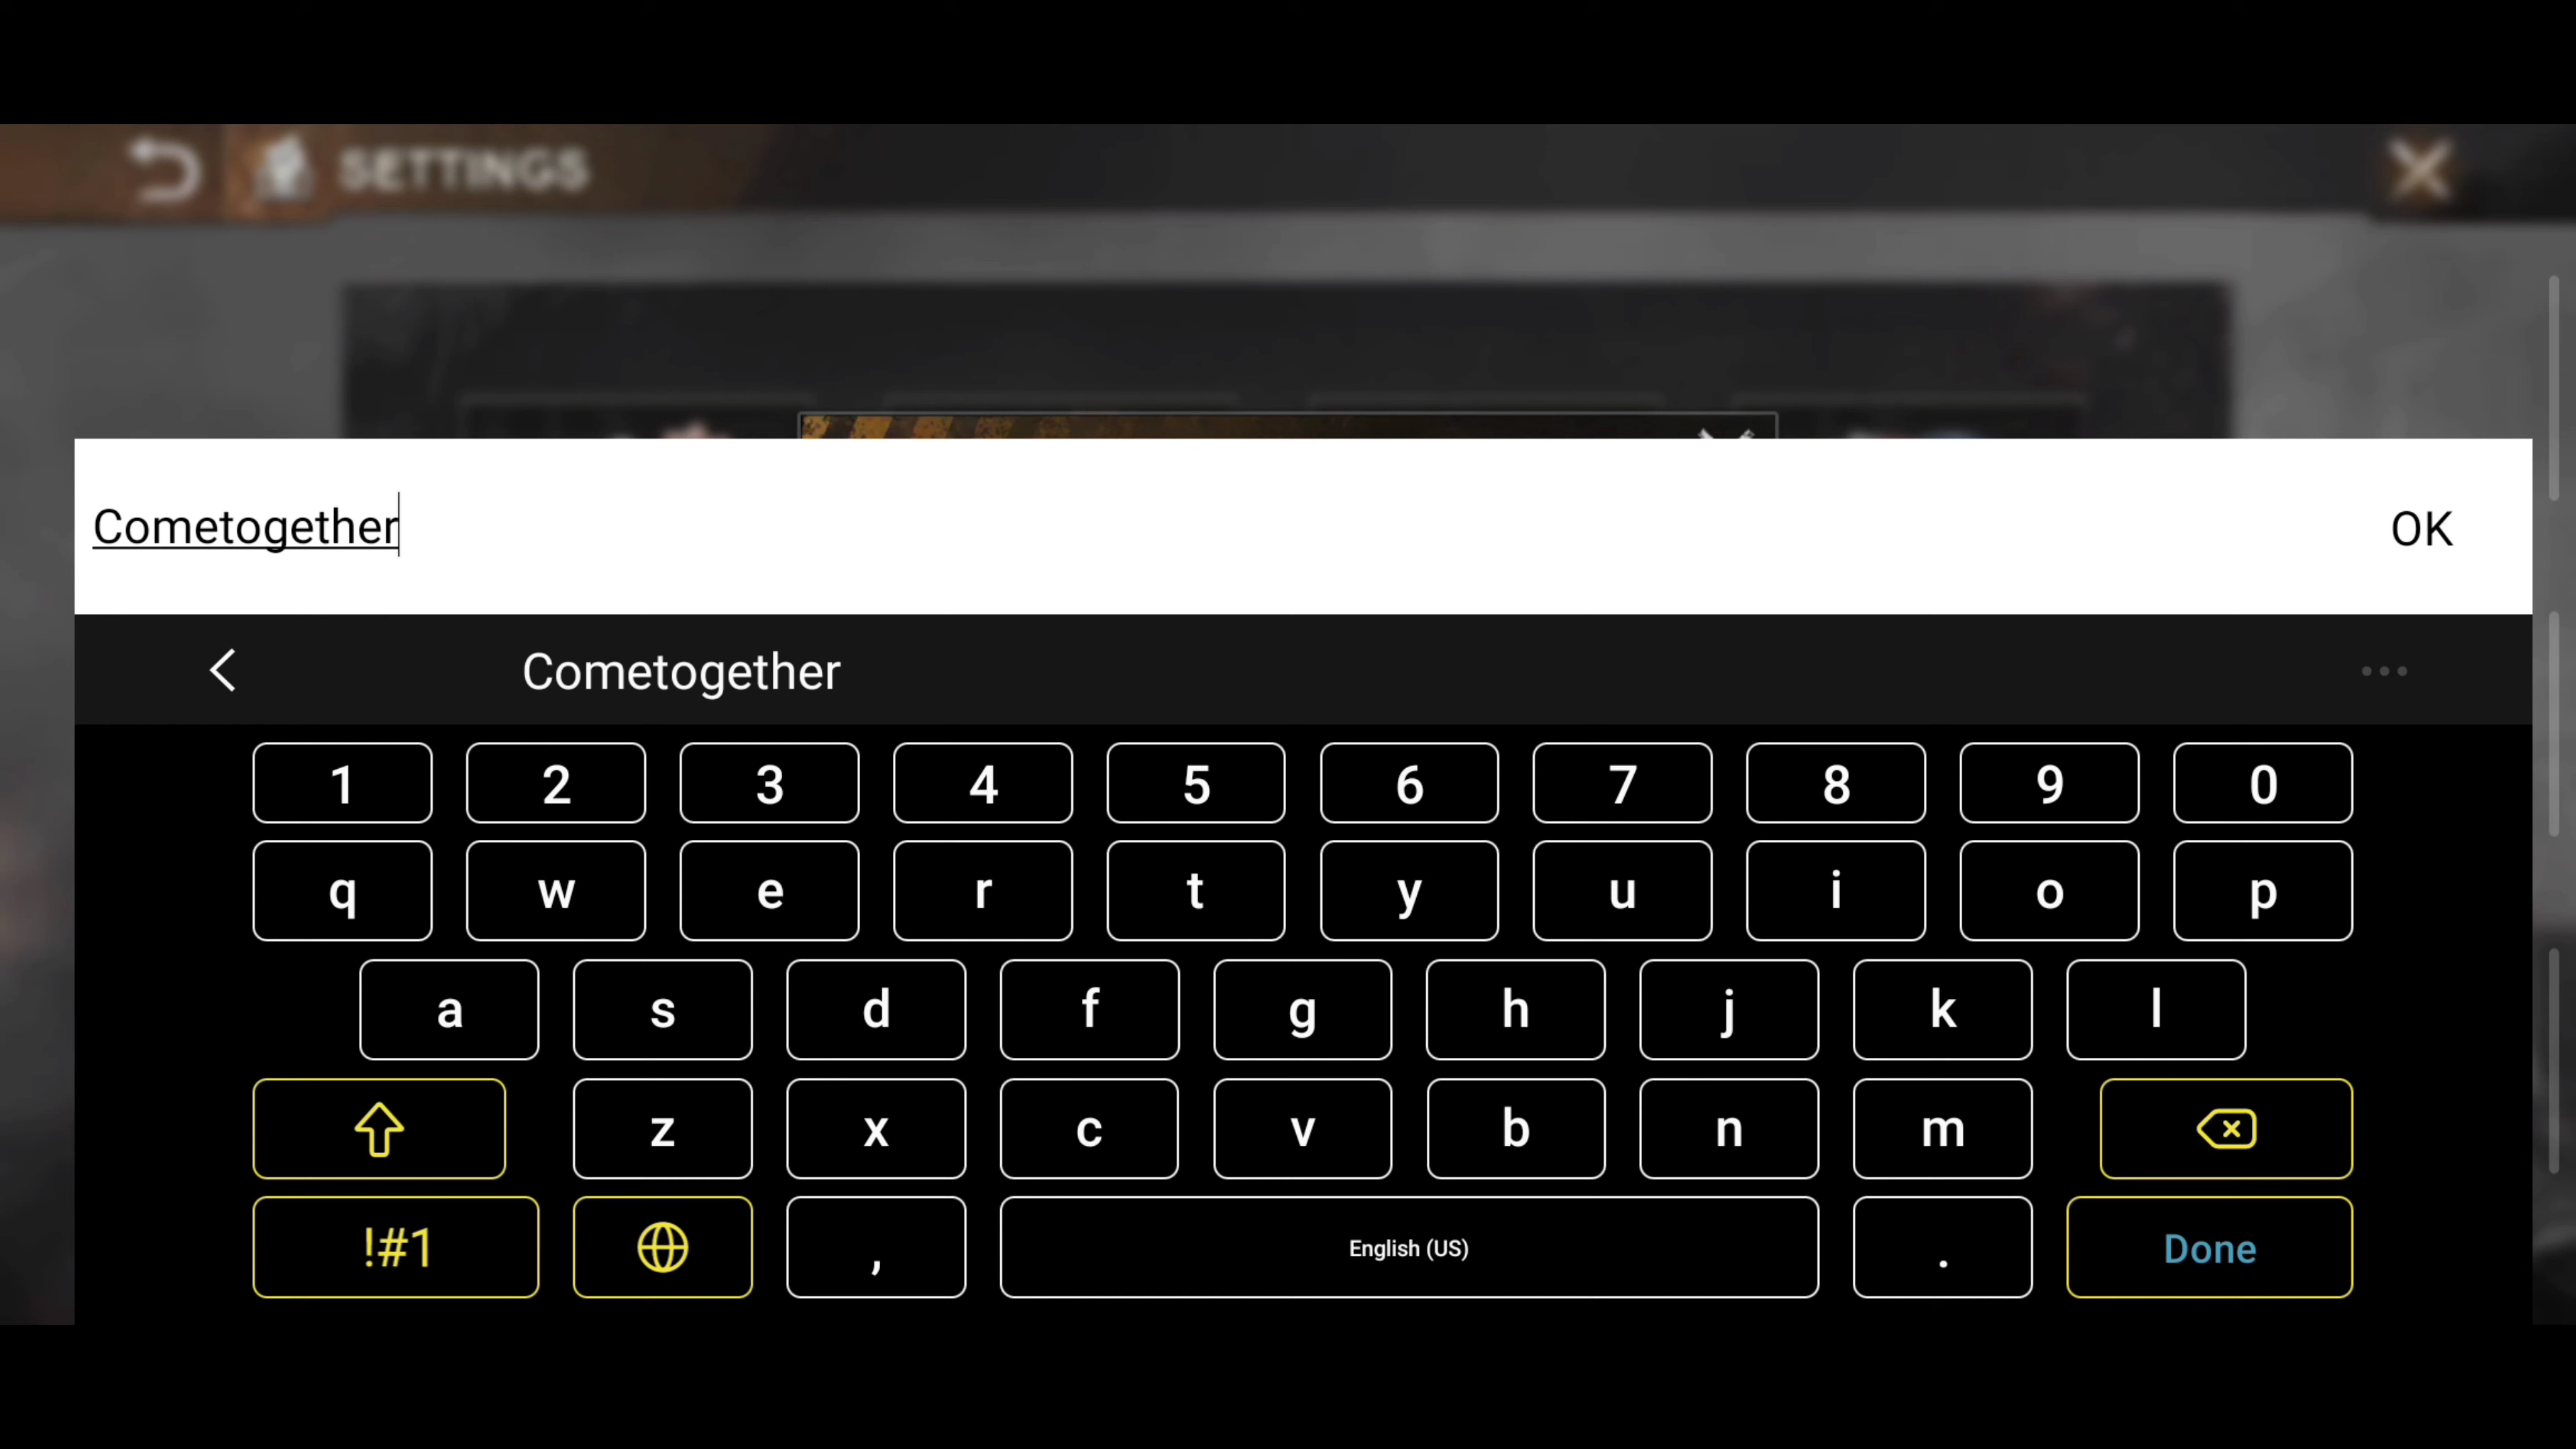 SETTINGS
Cometogether OK
Cometogether
1 2 3 4 5 6 7 8 9 0
q w e r t y u i o p
a s d f g h j k l
z x c v b n m
!#1 , English (US) . Done